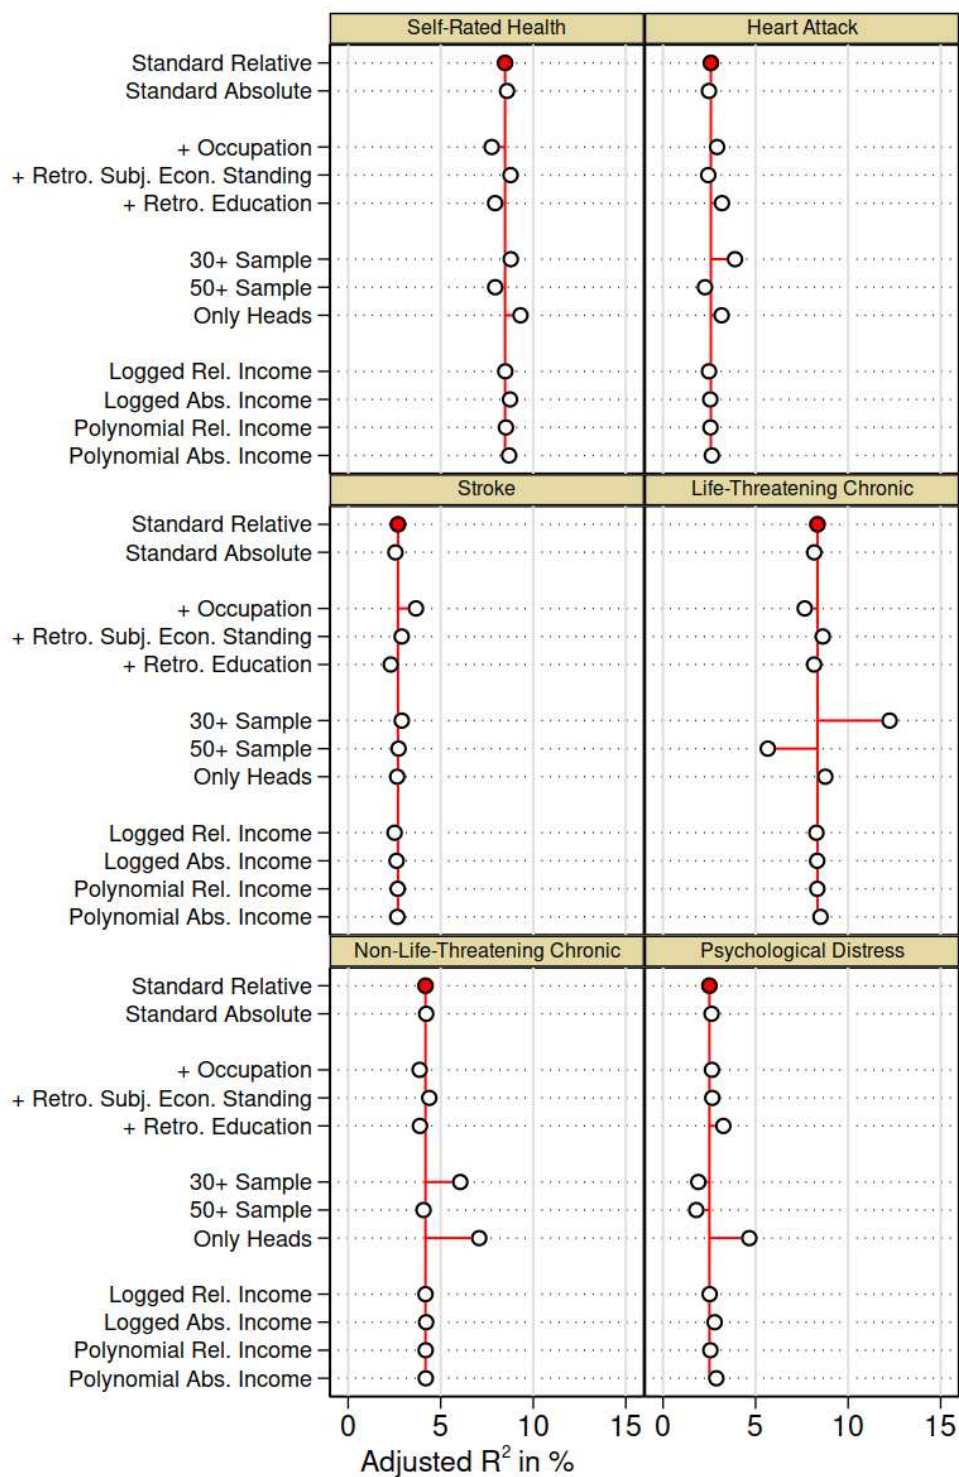 Self-Rated Health Heart Attack
Standard Relative
Standard Absolute
+ Occupation
+ Retro. Subj. Econ. Standing
+ Retro. Education
30+ Sample
50+ Sample
Only Heads
Logged Rel. Income
Logged Abs. Income
Polynomial Rel. Income
Polynomial Abs. Income
Stroke Life-Threatening Chronic
Standard Relative
Standard Absolute
+ Occupation
+ Retro. Subj. Econ. Standing
+ Retro. Education
30+ Sample
50+ Sample
Only Heads
Logged Rel. Income
Logged Abs. Income
Polynomial Rel. Income
Polynomial Abs. Income
Non-Life-Threatening Chronic Psychological Distress
Standard Relative
Standard Absolute
+ Occupation
+ Retro. Subj. Econ. Standing
+ Retro. Education
30+ Sample
50+ Sample
Only Heads
Logged Rel. Income
Logged Abs. Income
Polynomial Rel. Income
Polynomial Abs. Income
0 5 10 15 0 5 10 15
Adjusted R² in %